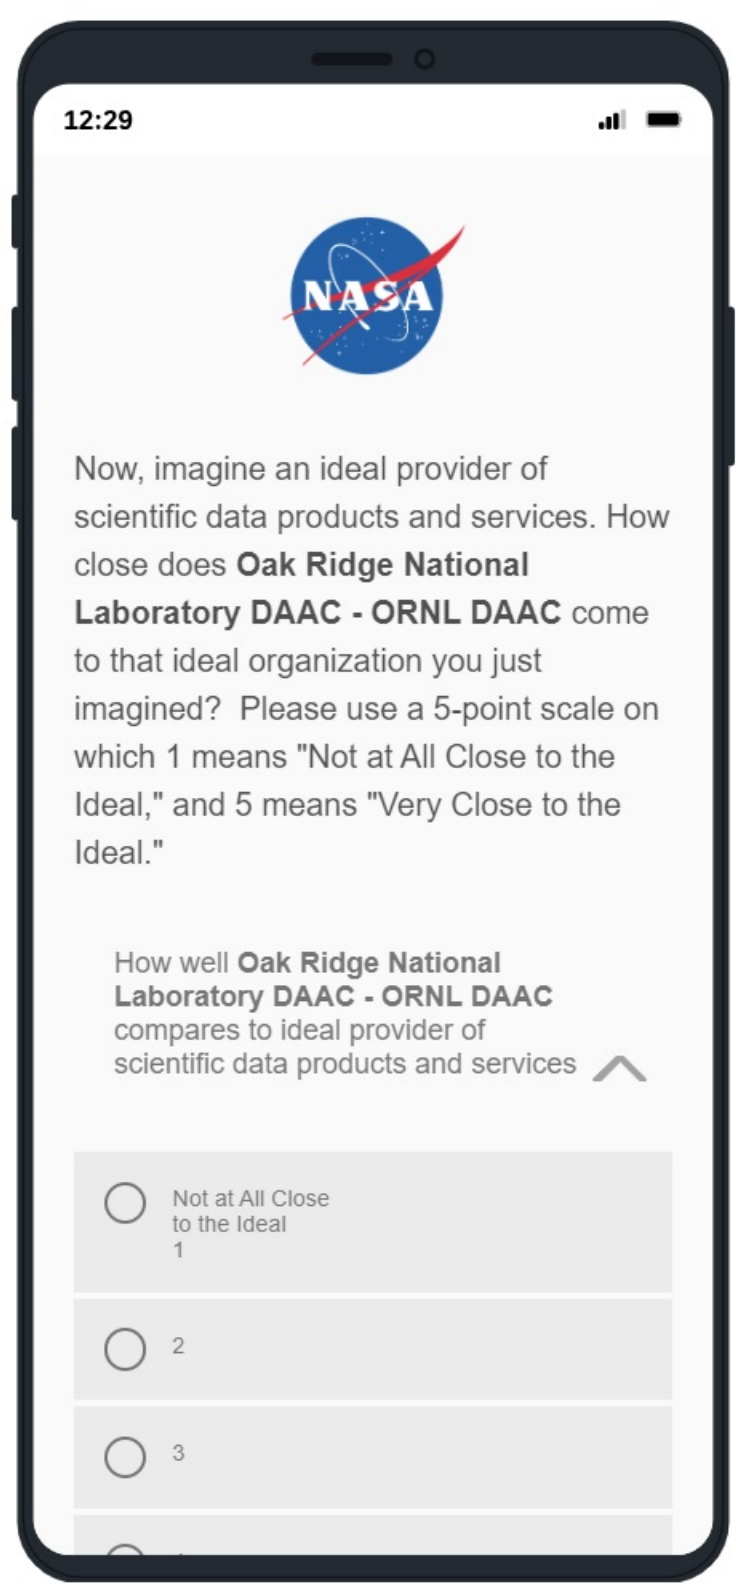 12:29
NASA
Now, imagine an ideal provider of
scientific data products and services. How
close does Oak Ridge National
Laboratory DAAC - ORNL DAAC come
to that ideal organization you just
imagined?  Please use a 5-point scale on
which 1 means "Not at All Close to the
Ideal," and 5 means "Very Close to the
Ideal."
How well Oak Ridge National
Laboratory DAAC - ORNL DAAC
compares to ideal provider of
scientific data products and services
Not at All Close
to the Ideal
1
2
3